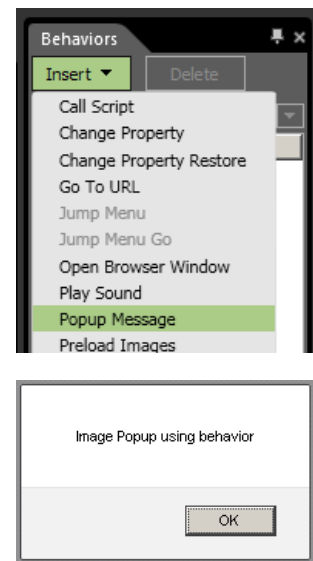 Behaviors
Insert Delete
Call Script
Change Property
Change Property Restore
Go To URL
Jump Menu
Jump Menu Go
Open Browser Window
Play Sound
Popup Message
Preload Images
Image Popup using behavior
OK